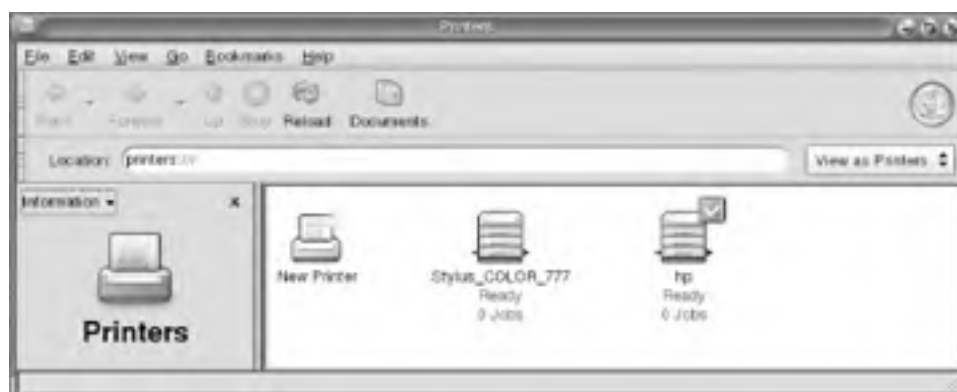 Printers
File Edit View Go Bookmarks Help
Back Forward Up Stop Reload Documents
Location: printers:///
View as Printers
Information
Printers
New Printer
Stylus_COLOR_777
Ready
0 Jobs
hp
Ready
0 Jobs